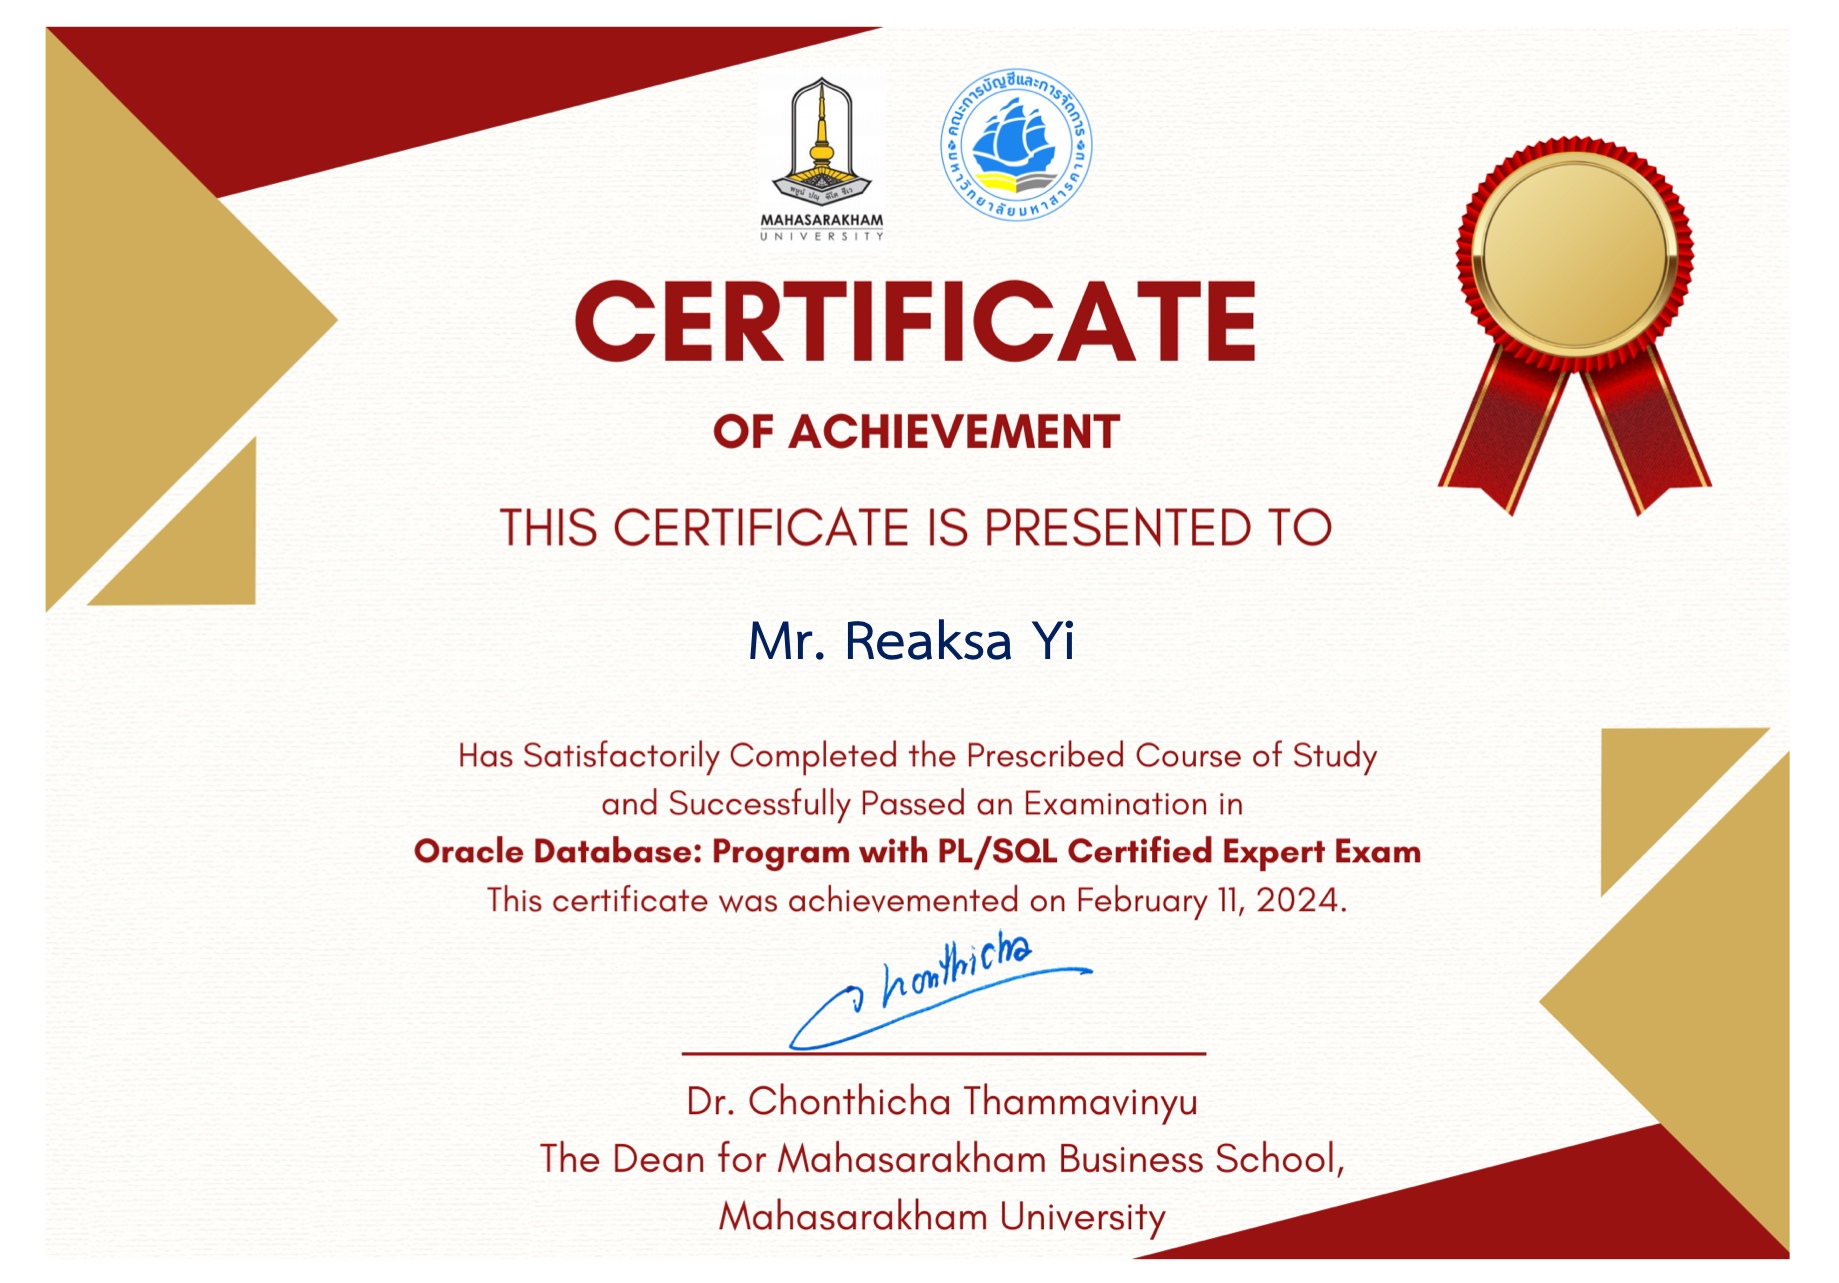 MAHASARAKHAM
UNIVERSITY
คณะการบัญชีและการจัดการ
มหาวิทยาลัยมหาสารคาม
CERTIFICATE
OF ACHIEVEMENT
THIS CERTIFICATE IS PRESENTED TO
Mr. Reaksa Yi
Has Satisfactorily Completed the Prescribed Course of Study
and Successfully Passed an Examination in
Oracle Database: Program with PL/SQL Certified Expert Exam
This certificate was achievemented on February 11, 2024.
Chonthicha
Dr. Chonthicha Thammavinyu
The Dean for Mahasarakham Business School,
Mahasarakham University